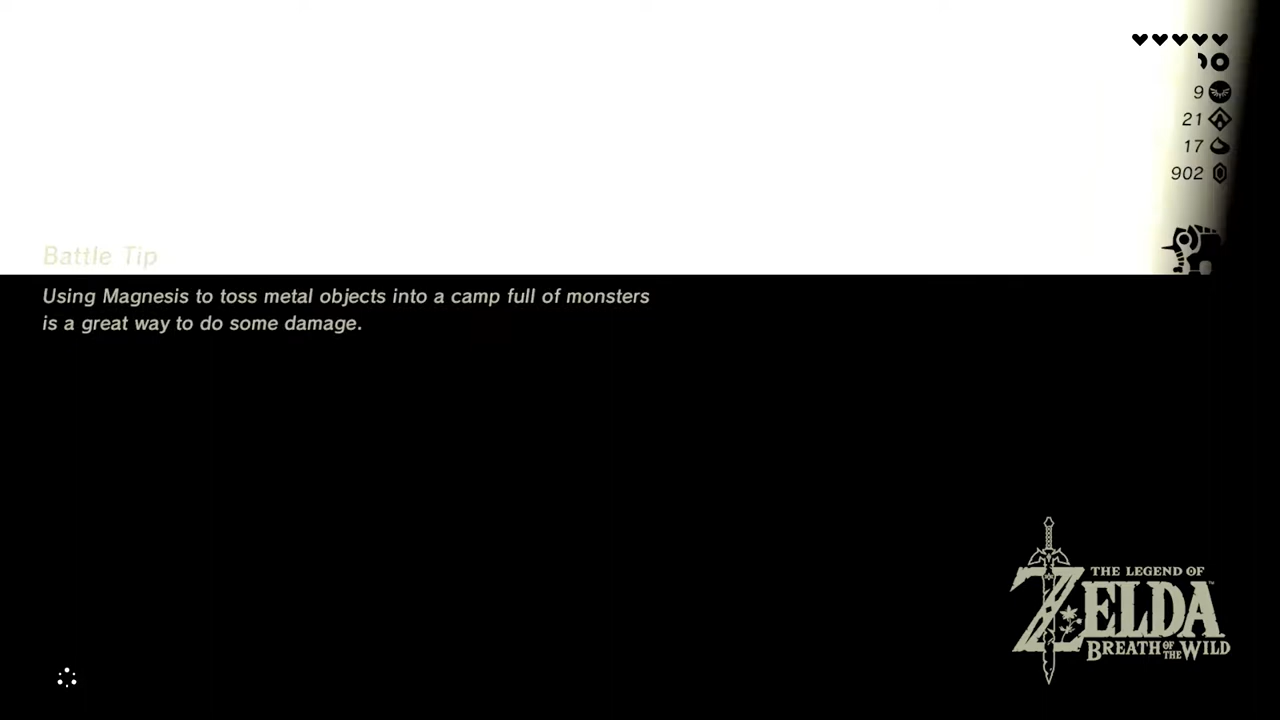 9
21
17
902
Battle Tip
Using Magnesis to toss metal objects into a camp full of monsters
is a great way to do some damage.
THE LEGEND OF
ZELDA
BREATH OF THE WILD